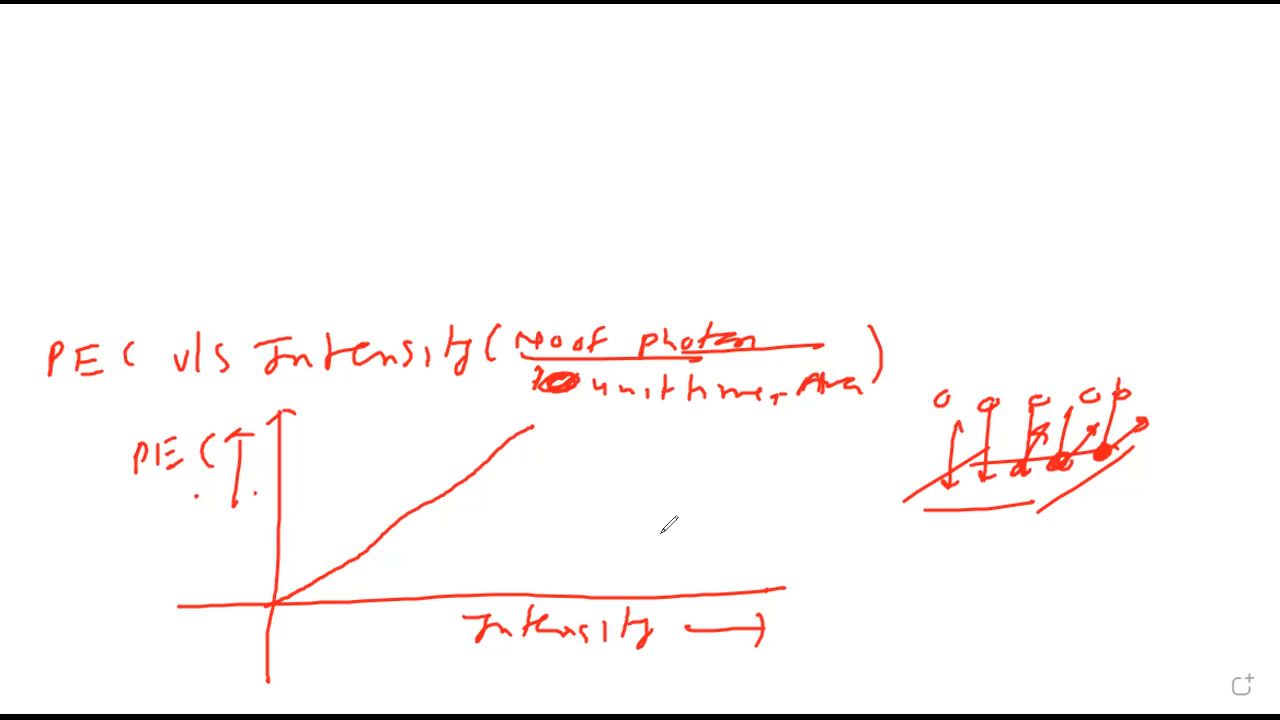 PEC v/s Intensity (No of photon
unit time, Area)
PEC
Intensity